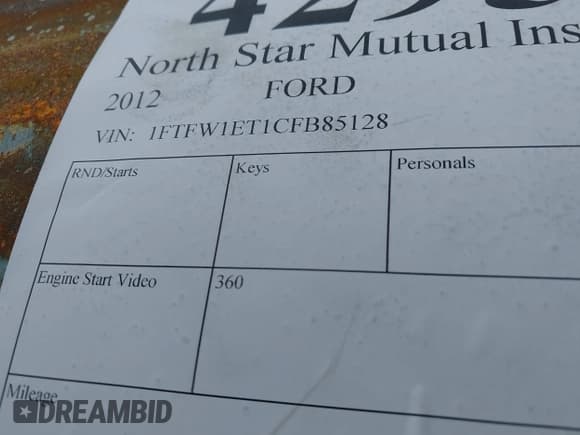 North Star Mutual Ins
2012 FORD
VIN: 1FTFW1ET1CFB85128
RND/Starts Keys Personals
Engine Start Video 360
Mileage
DREAMBID